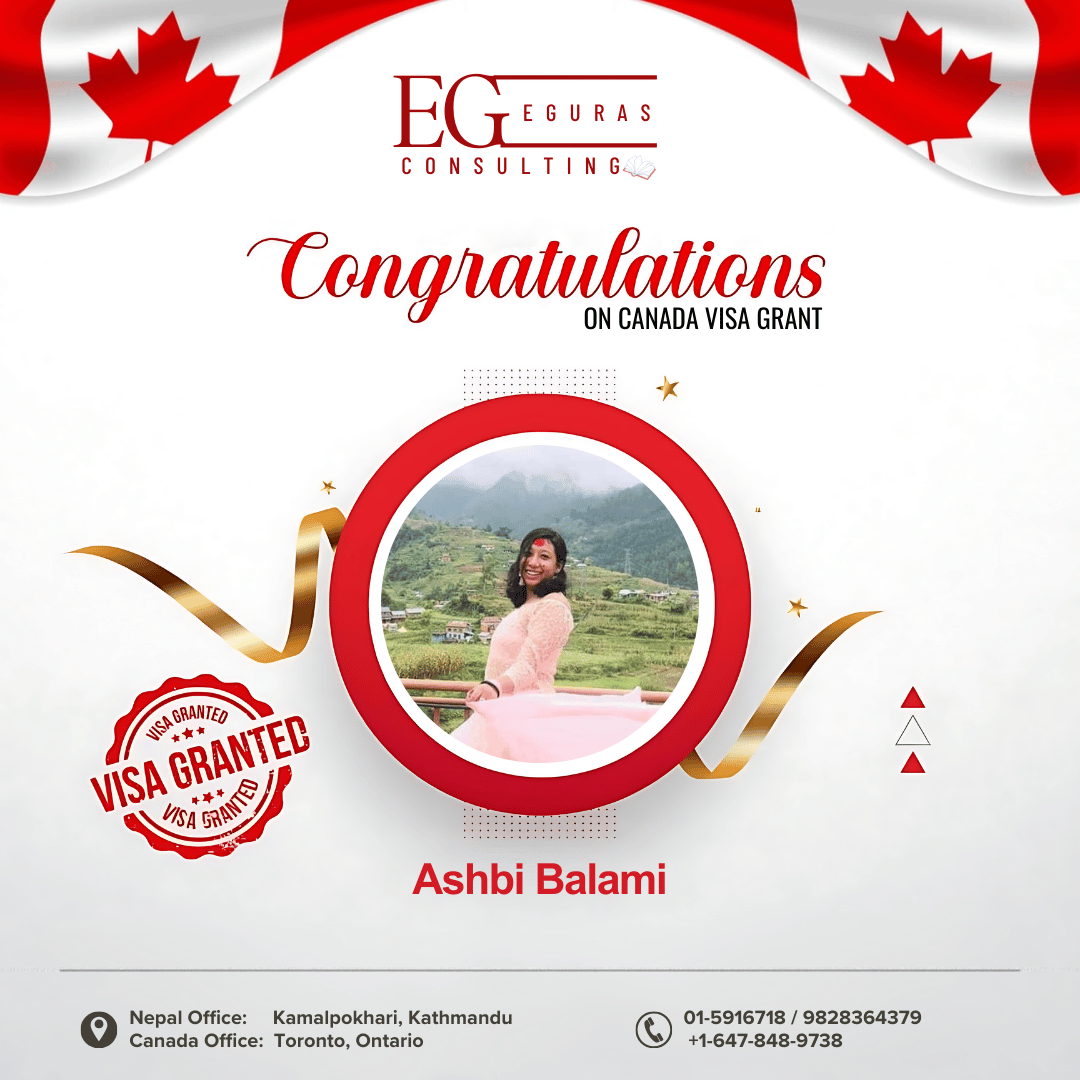 EG EGURAS
CONSULTING
Congratulations
ON CANADA VISA GRANT
VISA GRANTED
VISA GRANTED
VISA GRANTED
Ashbi Balami
Nepal Office: Kamalpokhari, Kathmandu
Canada Office: Toronto, Ontario
01-5916718 / 9828364379
+1-647-848-9738